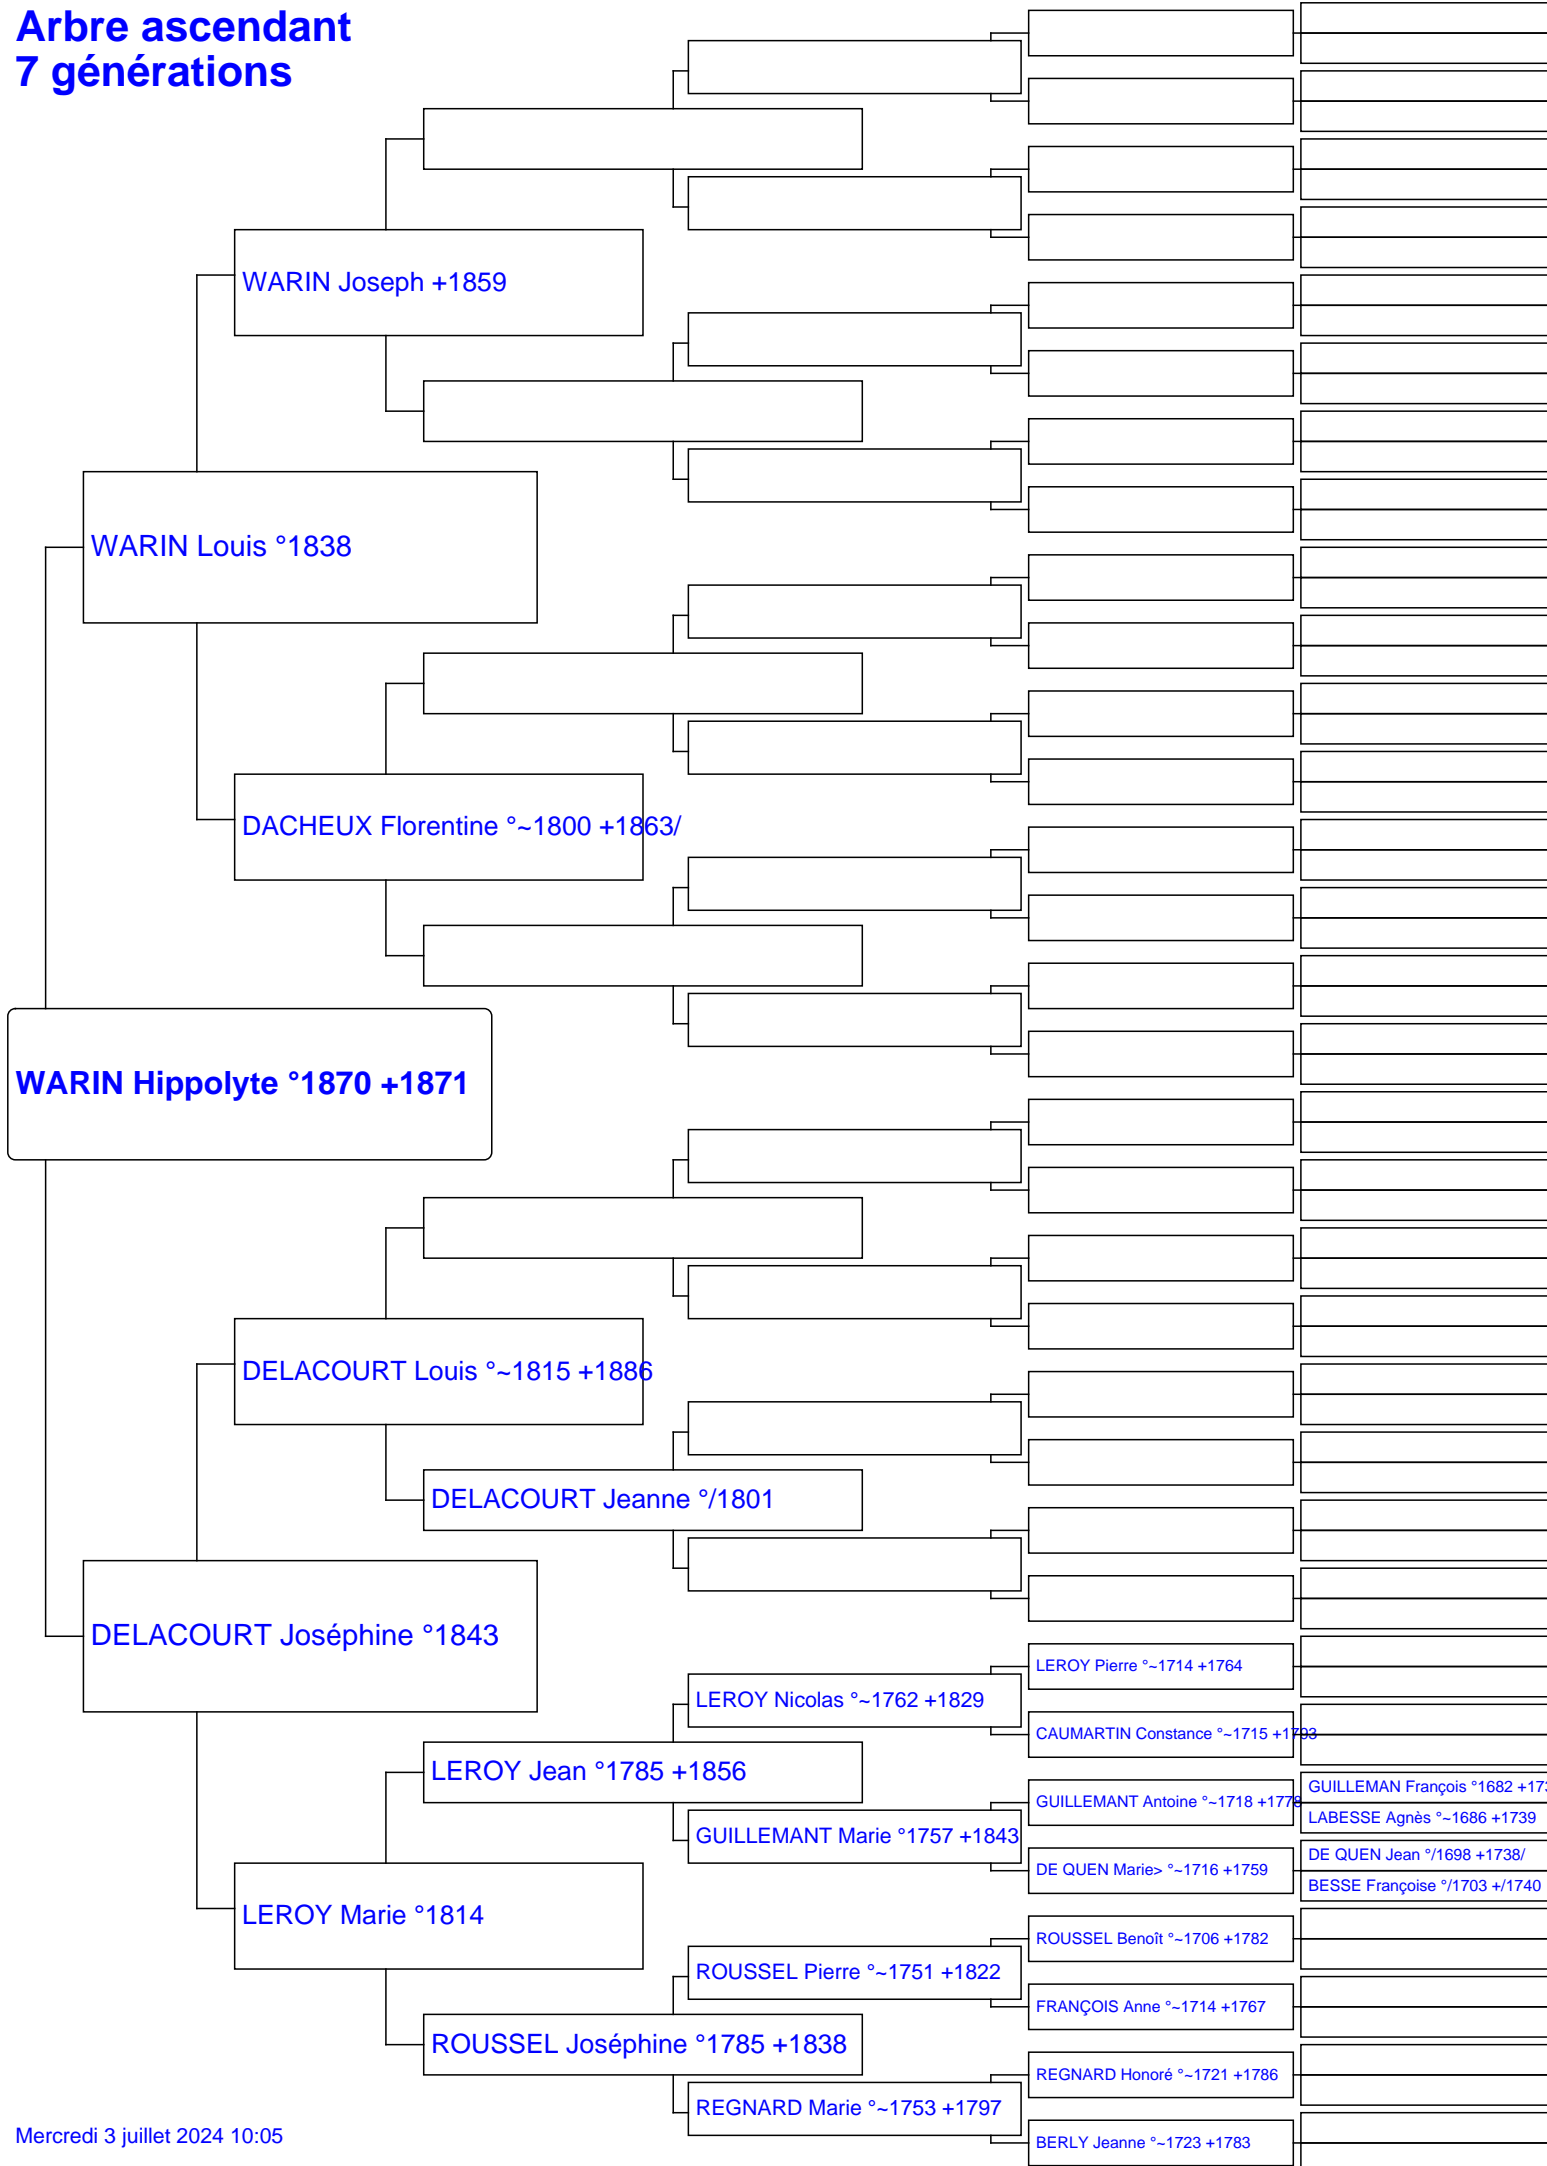 Arbre ascendant
7 générations
WARIN Joseph +1859
WARIN Louis °1838
DACHEUX Florentine °~1800 +1863/
WARIN Hippolyte °1870 +1871
DELACOURT Louis °~1815 +1886
DELACOURT Jeanne °/1801
DELACOURT Joséphine °1843
LEROY Pierre °~1714 +1764
LEROY Nicolas °~1762 +1829
CAUMARTIN Constance °~1715 +1793
LEROY Jean °1785 +1856
GUILLEMAN François °1682 +173
GUILLEMANT Antoine °~1718 +1778
LABESSE Agnès °~1686 +1739
GUILLEMANT Marie °1757 +1843
DE QUEN Jean °/1698 +1738/
DE QUEN Marie> °~1716 +1759
BESSE Françoise °/1703 +/1740
LEROY Marie °1814
ROUSSEL Benoît °~1706 +1782
ROUSSEL Pierre °~1751 +1822
FRANÇOIS Anne °~1714 +1767
ROUSSEL Joséphine °1785 +1838
REGNARD Honoré °~1721 +1786
REGNARD Marie °~1753 +1797
BERLY Jeanne °~1723 +1783
Mercredi 3 juillet 2024 10:05